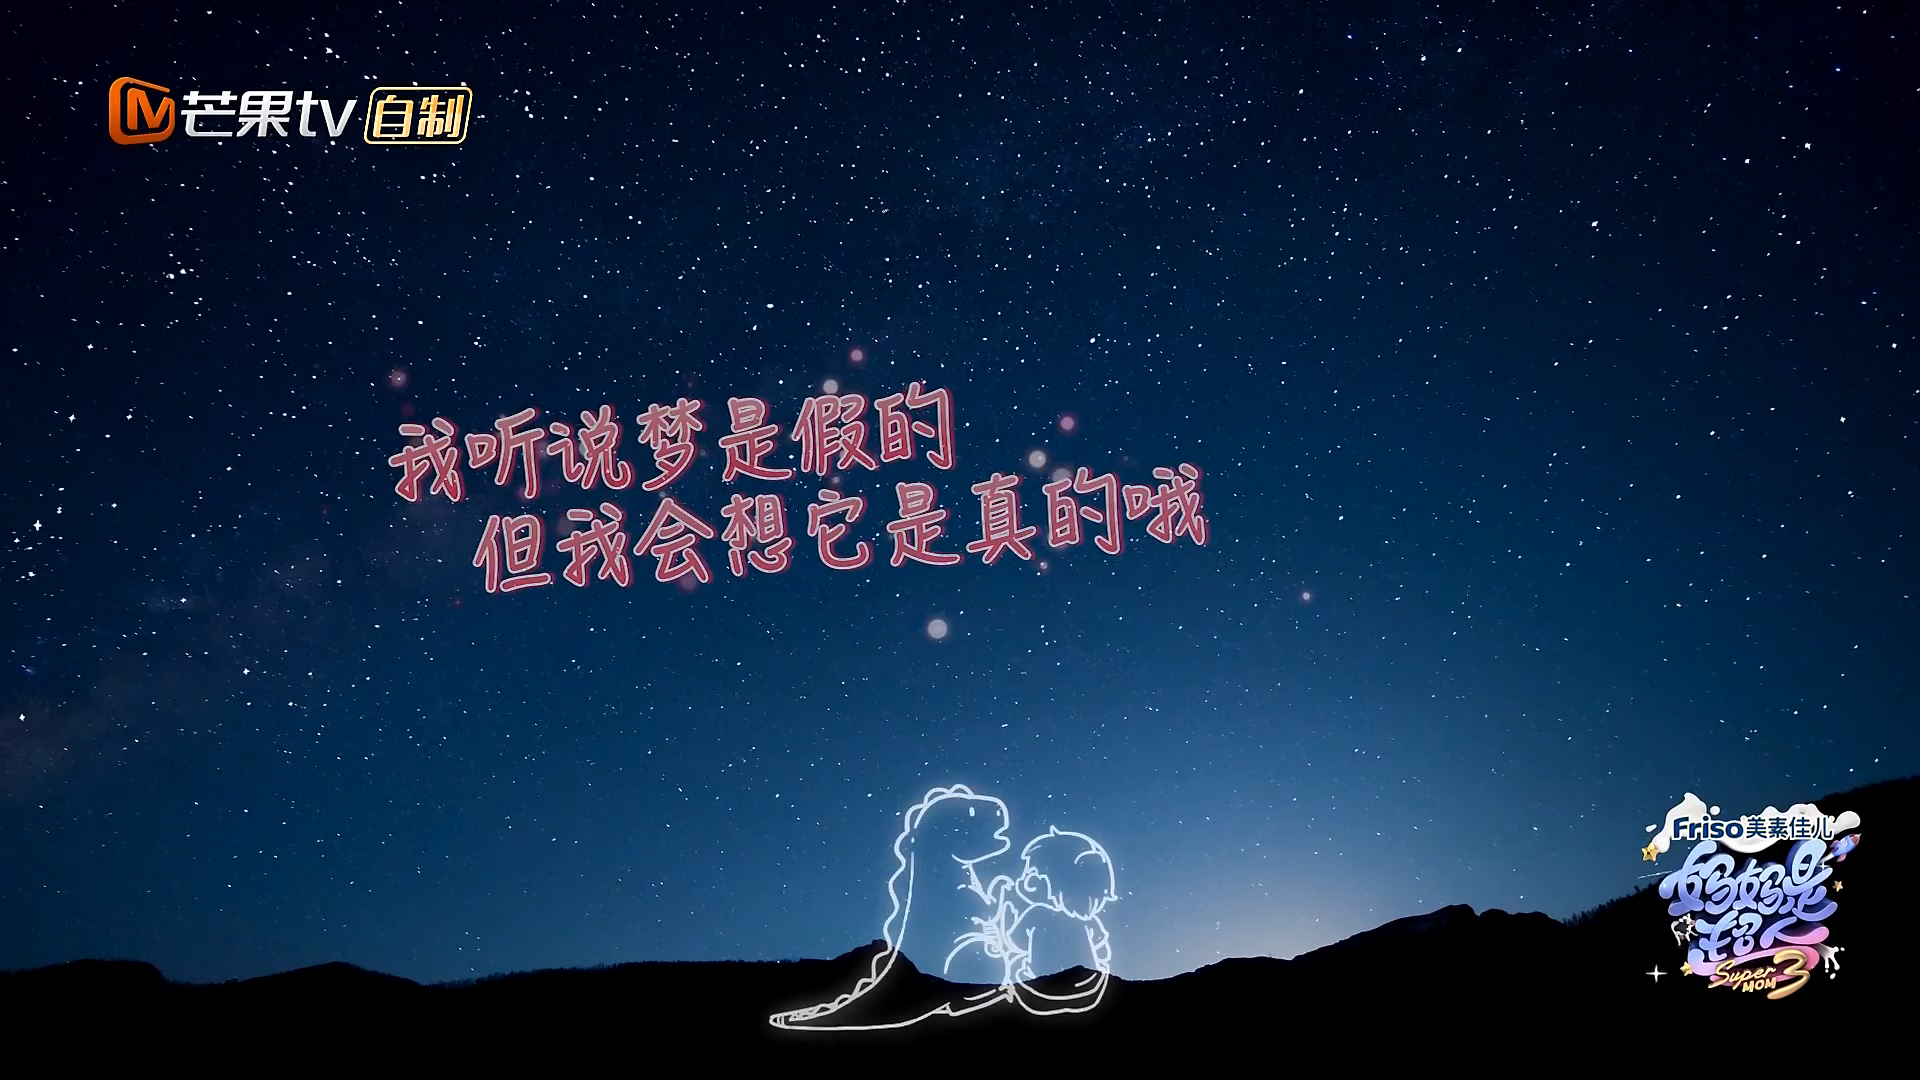 芒果tv 自制
我听说梦是假的
但我会想它是真的哦
Friso美素佳儿
妈妈是
超人
Super
MOM 3